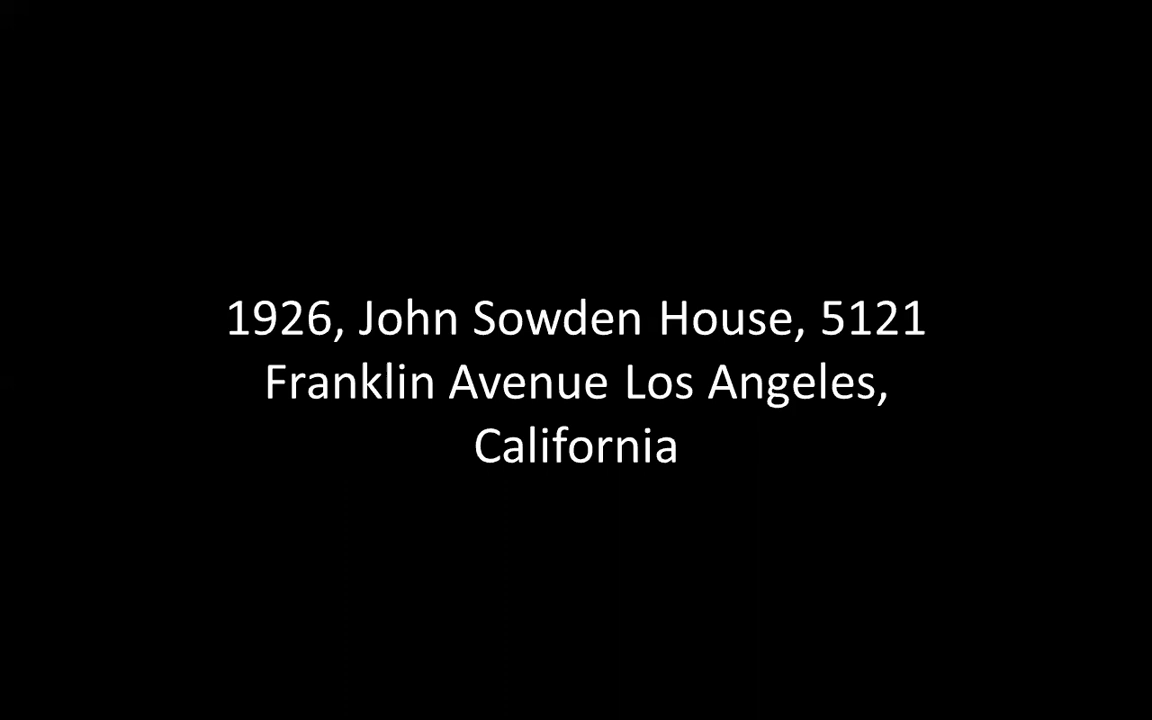 1926, John Sowden House, 5121
Franklin Avenue Los Angeles,
California